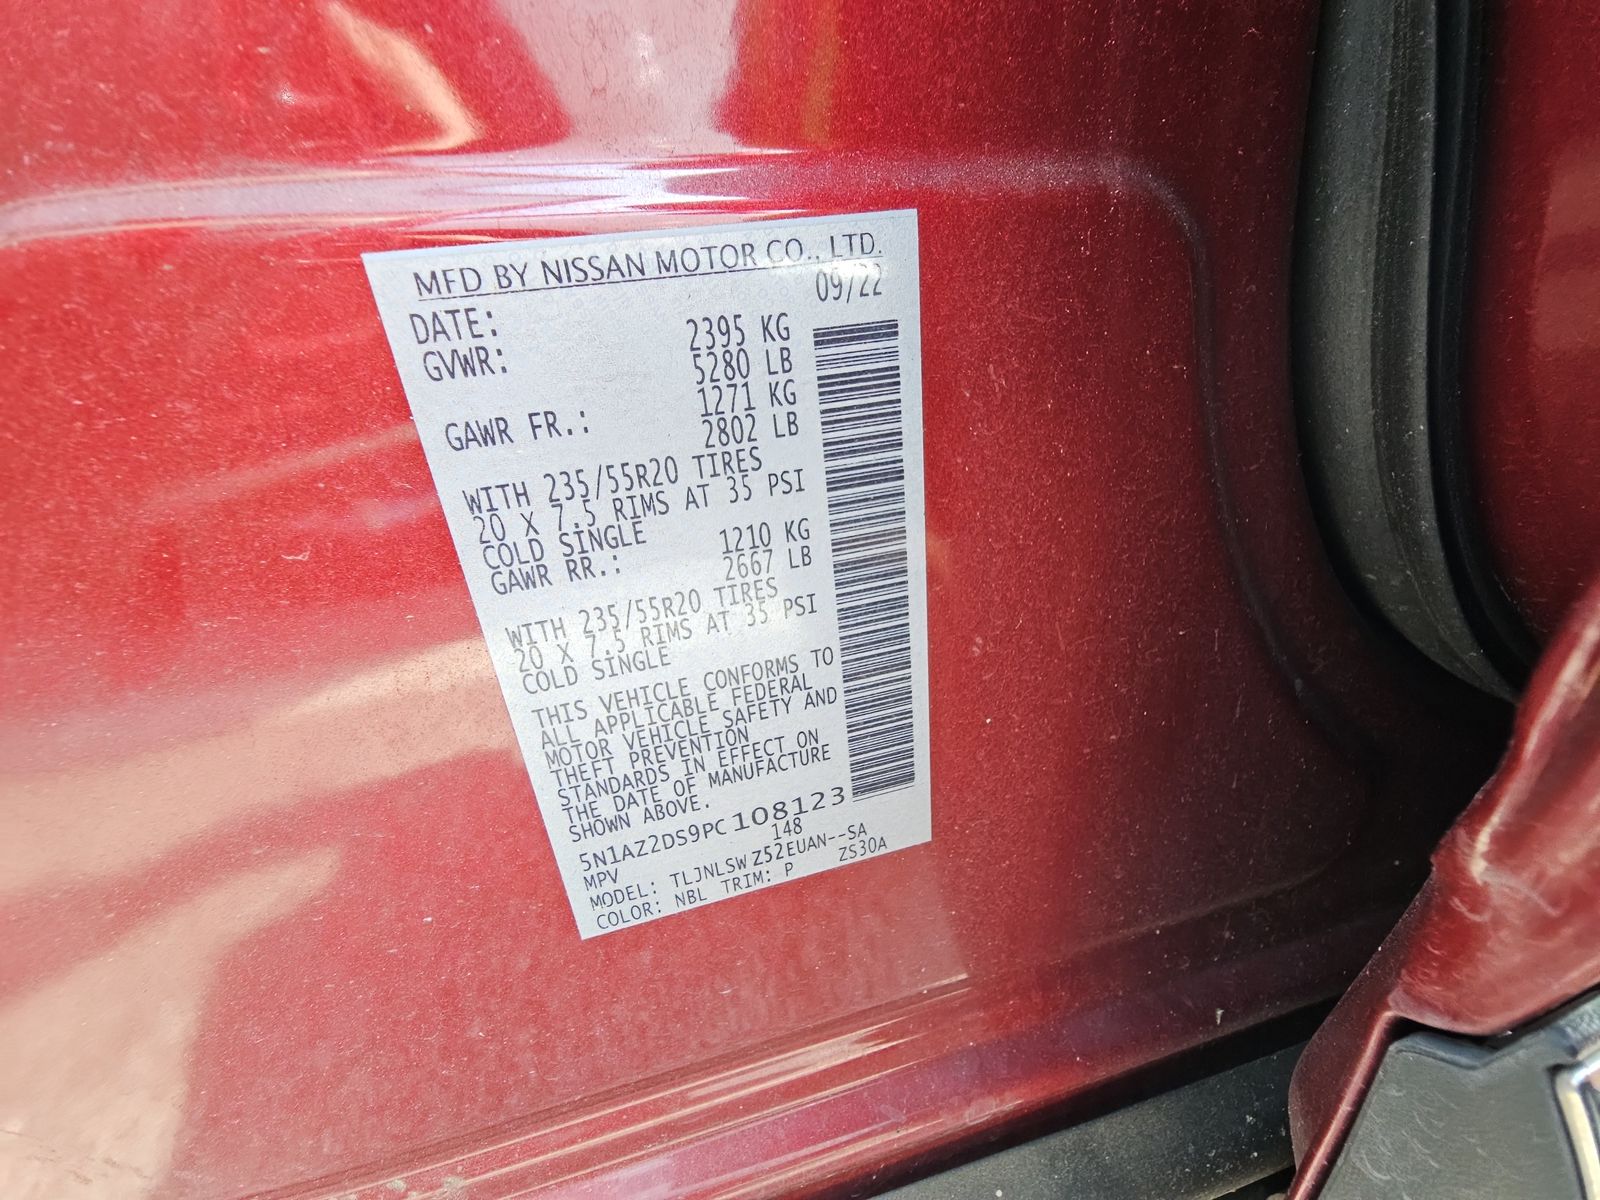 MFD BY NISSAN MOTOR CO., LTD.
DATE: 09/22
GVWR: 2395 KG
5280 LB
GAWR FR.: 1271 KG
2802 LB
WITH 235/55R20 TIRES
20 X 7.5 RIMS AT 35 PSI
COLD SINGLE
GAWR RR.: 1210 KG
2667 LB
WITH 235/55R20 TIRES
20 X 7.5 RIMS AT 35 PSI
COLD SINGLE
THIS VEHICLE CONFORMS TO
ALL APPLICABLE FEDERAL
MOTOR VEHICLE SAFETY AND
THEFT PREVENTION
STANDARDS IN EFFECT ON
THE DATE OF MANUFACTURE
SHOWN ABOVE.
5N1AZ2DS9PC108123
MPV 148
MODEL: TLJNLSWZ52EUAN--SA
COLOR: NBL TRIM: P ZS30A